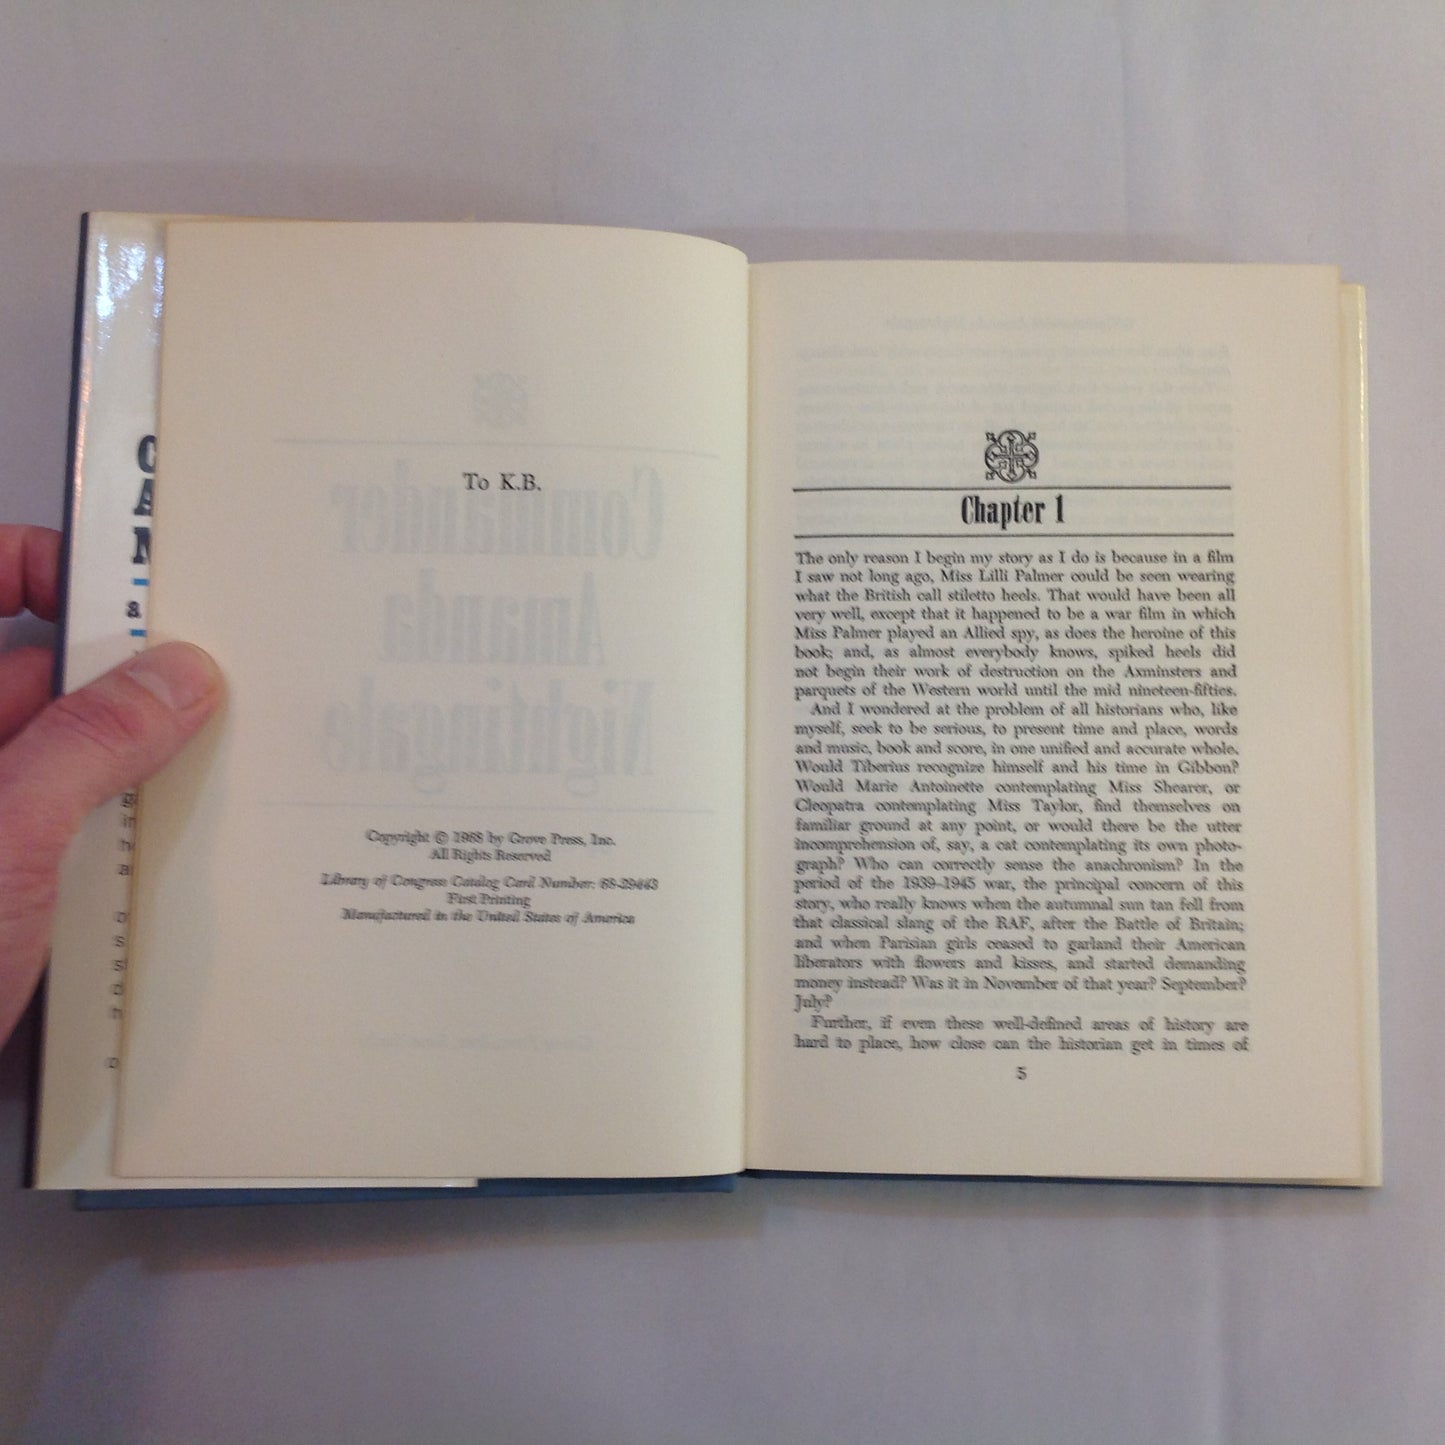 To K.B.
Copyright © 1968 by Grove Press, Inc.
All Rights Reserved
Library of Congress Catalog Card Number: 68-29443
First Printing
Manufactured in the United States of America
Chapter 1
The only reason I begin my story as I do is because in a film
I saw not long ago, Miss Lilli Palmer could be seen wearing
what the British call stiletto heels. That would have been all
very well, except that it happened to be a war film in which
Miss Palmer played an Allied spy, as does the heroine of this
book; and, as almost everybody knows, spiked heels did
not begin their work of destruction on the Axminsters and
parquets of the Western world until the mid nineteen-fifties.
And I wondered at the problem of all historians who, like
myself, seek to be serious, to present time and place, words
and music, book and score, in one unified and accurate whole.
Would Tiberius recognize himself and his time in Gibbon?
Would Marie Antoinette contemplating Miss Shearer, or
Cleopatra contemplating Miss Taylor, find themselves on
familiar ground at any point, or would there be the utter
incomprehension of, say, a cat contemplating its own photo-
graph? Who can correctly sense the anachronism? In the
period of the 1939–1945 war, the principal concern of this
story, who really knows when the autumnal sun tan fell from
that classical slang of the RAF, after the Battle of Britain;
and when Parisian girls ceased to garland their American
liberators with flowers and kisses, and started demanding
money instead? Was it in November of that year? September?
July?
Further, if even these well-defined areas of history are
hard to place, how close can the historian get in times of
5